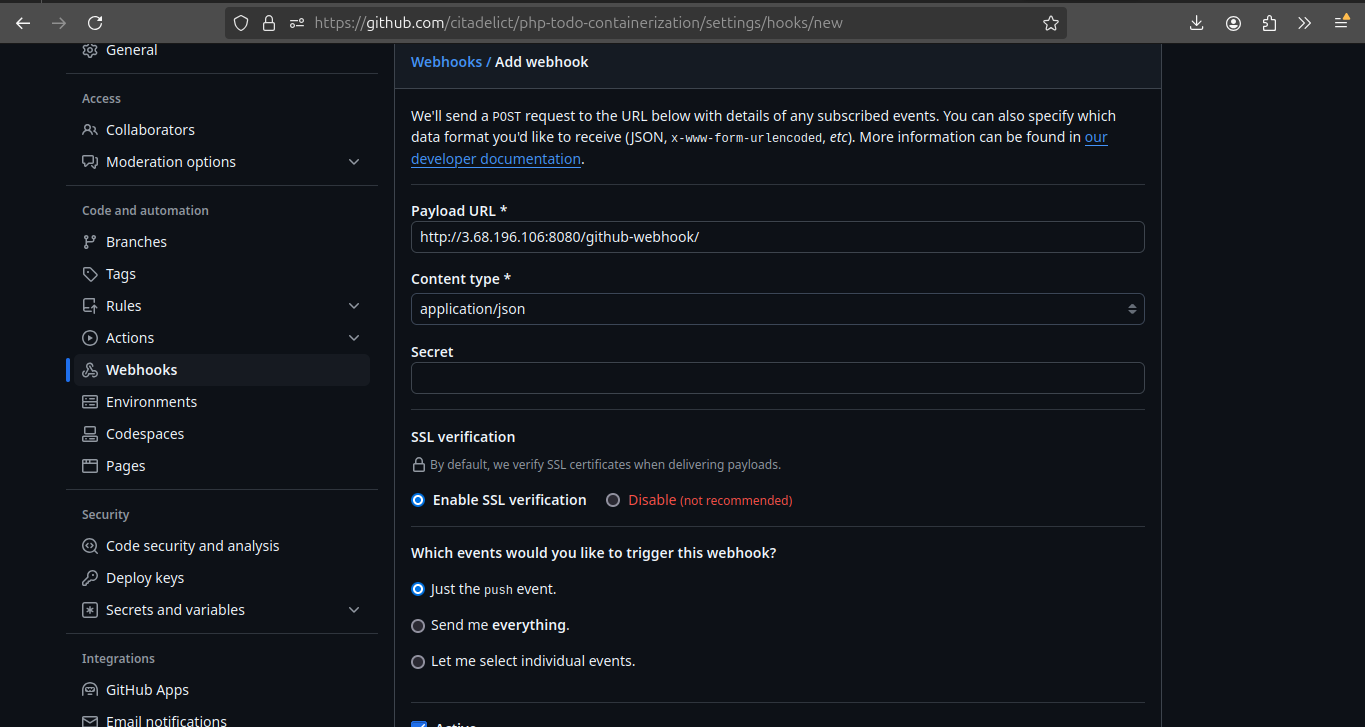 https://github.com/citadelict/php-todo-containerization/settings/hooks/new
General
Access
Collaborators
Moderation options
Code and automation
Branches
Tags
Rules
Actions
Webhooks
Environments
Codespaces
Pages
Security
Code security and analysis
Deploy keys
Secrets and variables
Integrations
GitHub Apps
Email notifications
Webhooks / Add webhook
We'll send a POST request to the URL below with details of any subscribed events. You can also specify which
data format you'd like to receive (JSON, x-www-form-urlencoded, etc). More information can be found in our
developer documentation.
Payload URL *
http://3.68.196.106:8080/github-webhook/
Content type *
application/json
Secret
SSL verification
By default, we verify SSL certificates when delivering payloads.
Enable SSL verification
Disable (not recommended)
Which events would you like to trigger this webhook?
Just the push event.
Send me everything.
Let me select individual events.
Active